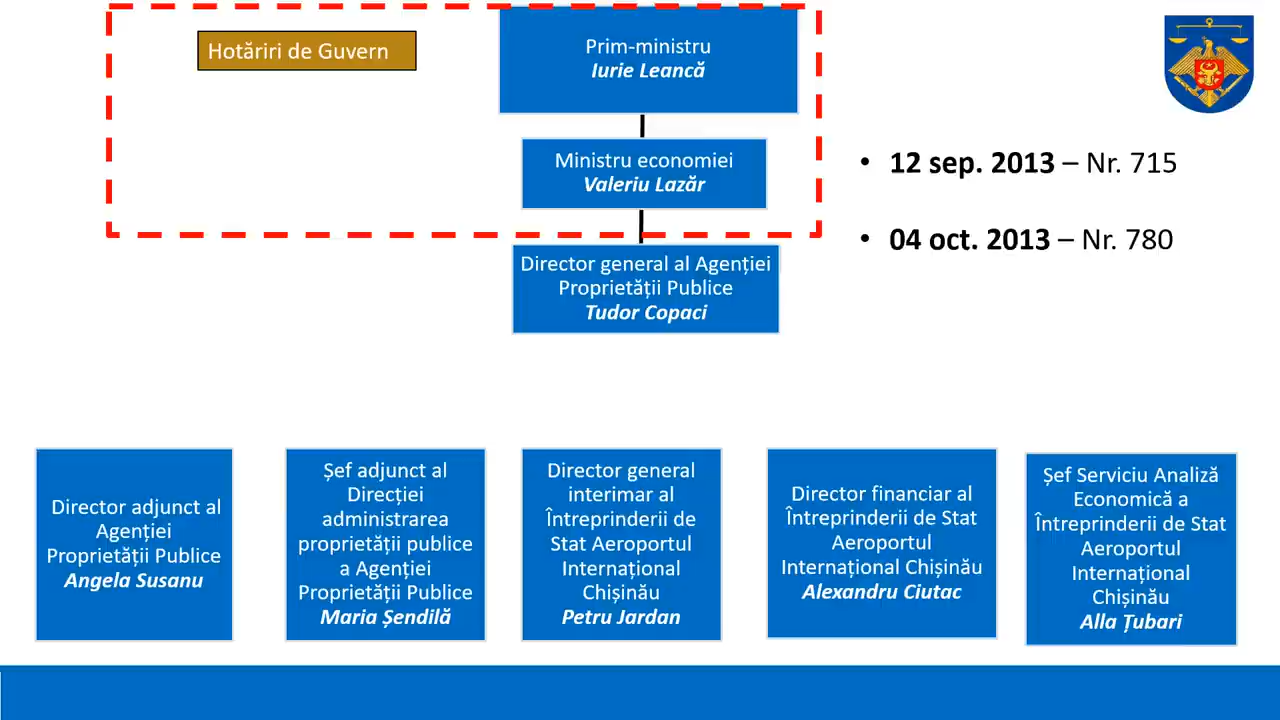 Hotăriri de Guvern
Prim-ministru
Iurie Leancă
Ministru economiei
Valeriu Lazăr
• 12 sep. 2013 – Nr. 715
• 04 oct. 2013 – Nr. 780
Director general al Agenției
Proprietății Publice
Tudor Copaci
Director adjunct al
Agenției
Proprietății Publice
Angela Susanu
Șef adjunct al
Direcției
administrarea
proprietății publice
a Agenției
Proprietății Publice
Maria Șendilă
Director general
interimar al
Întreprinderii de
Stat Aeroportul
Internațional
Chișinău
Petru Jardan
Director financiar al
Întreprinderii de Stat
Aeroportul
Internațional Chișinău
Alexandru Ciutac
Șef Serviciu Analiză
Economică a
Întreprinderii de Stat
Aeroportul
Internațional
Chișinău
Alla Țubari